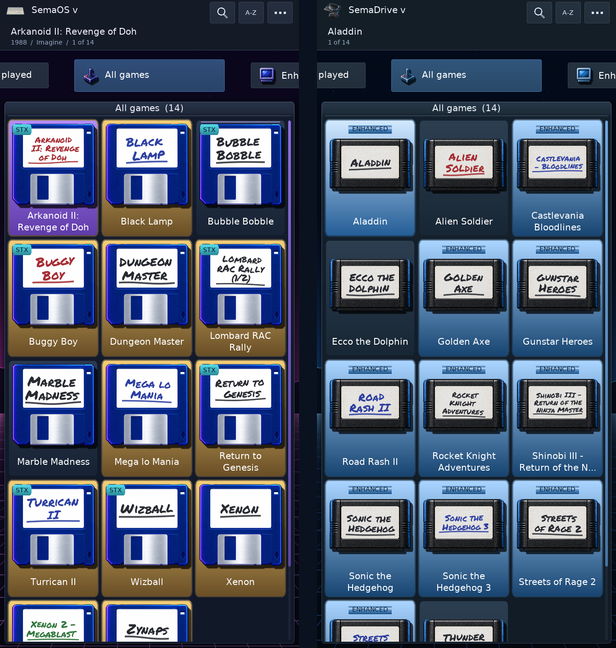 SemaOS v
A-Z
Arkanoid II: Revenge of Doh
1988 / Imagine / 1 of 14
played
All games
Enh
All games (14)
STX
ARKANOID
II: REVENGE
OF DOH
Arkanoid II:
Revenge of Doh
BLACK
LAMP
Black Lamp
STX
BUBBLE
BOBBLE
Bubble Bobble
STX
BUGGY
BOY
Buggy Boy
DUNGEON
MASTER
Dungeon Master
STX
LOMBARD
RAC RALLY
(1/2)
Lombard RAC
Rally
MARBLE
MADNESS
Marble Madness
MEGA LO
MANIA
Mega lo Mania
STX
RETURN TO
GENESIS
Return to
Genesis
STX
TURRICAN
II
Turrican II
STX
WIZBALL
Wizball
XENON
Xenon
XENON 2 -
MEGABLAST
ZYNAPS
SemaDrive v
A-Z
Aladdin
1 of 14
played
All games
Enh
All games (14)
ENHANCED
ALADDIN
Aladdin
ALIEN
SOLDIER
Alien Soldier
ENHANCED
CASTLEVANIA
- BLOODLINES
Castlevania
Bloodlines
ECCO THE
DOLPHIN
Ecco the Dolphin
ENHANCED
GOLDEN
AXE
Golden Axe
ENHANCED
GUNSTAR
HEROES
Gunstar Heroes
ENHANCED
ROAD
RASH II
Road Rash II
ENHANCED
ROCKET
KNIGHT
ADVENTURES
Rocket Knight
Adventures
ENHANCED
SHINOBI III -
RETURN OF THE
NINJA MASTER
Shinobi III -
Return of the N...
ENHANCED
SONIC THE
HEDGEHOG
Sonic the
Hedgehog
ENHANCED
SONIC THE
HEDGEHOG 3
Sonic the
Hedgehog 3
ENHANCED
STREETS
OF RAGE 2
Streets of Rage 2
ENHANCED
STREETS
THUNDER